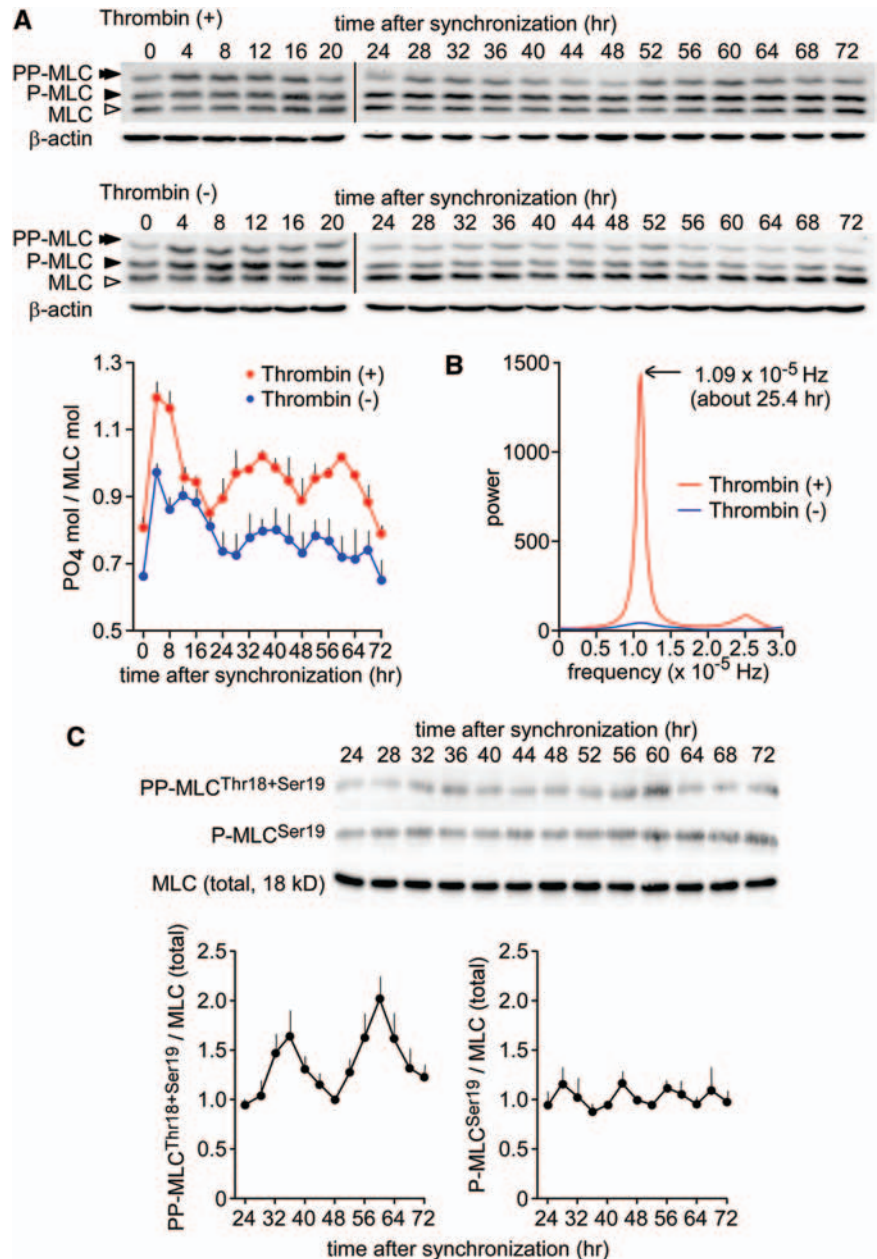 A
Thrombin (+) time after synchronization (hr)
0 4 8 12 16 20 24 28 32 36 40 44 48 52 56 60 64 68 72
PP-MLC
P-MLC
MLC
β-actin
Thrombin (-) time after synchronization (hr)
0 4 8 12 16 20 24 28 32 36 40 44 48 52 56 60 64 68 72
PP-MLC
P-MLC
MLC
β-actin
PO4 mol / MLC mol
1.3
1.1
0.9
0.7
0.5
Thrombin (+)
Thrombin (-)
0 8 16 24 32 40 48 56 64 72
time after synchronization (hr)
B
power
1500
1000
500
0
1.09 x 10-5 Hz
(about 25.4 hr)
Thrombin (+)
Thrombin (-)
0 0.5 1.0 1.5 2.0 2.5 3.0
frequency (x 10-5 Hz)
C
time after synchronization (hr)
24 28 32 36 40 44 48 52 56 60 64 68 72
PP-MLCThr18+Ser19
P-MLCSer19
MLC (total, 18 kD)
PP-MLCThr18+Ser19 / MLC (total)
2.5
2.0
1.5
1.0
0.5
0
24 32 40 48 56 64 72
P-MLCSer19 / MLC (total)
2.5
2.0
1.5
1.0
0.5
0
24 32 40 48 56 64 72
time after synchronization (hr)